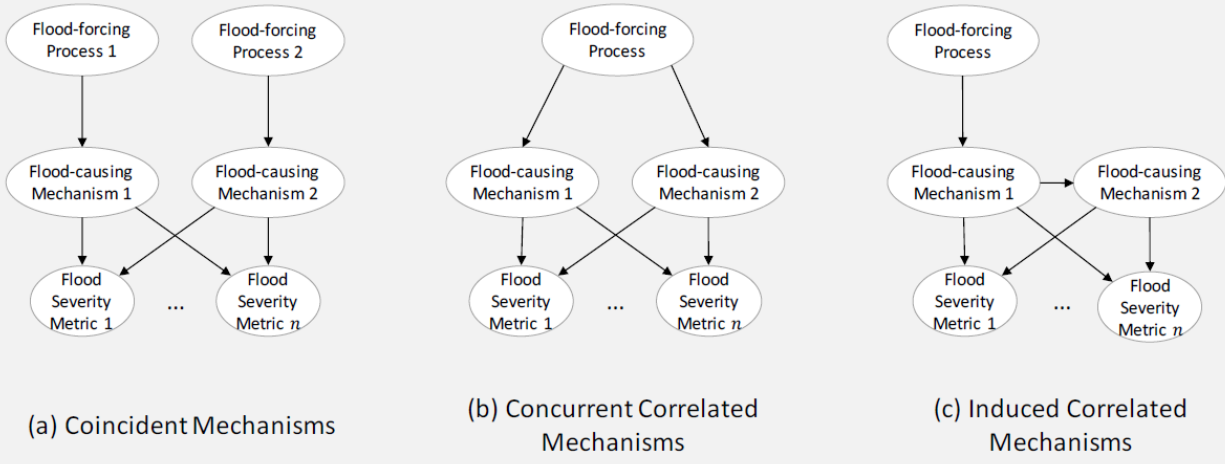 Flood-forcing
Process 1
Flood-forcing
Process 2
Flood-causing
Mechanism 1
Flood-causing
Mechanism 2
Flood
Severity
Metric 1
...
Flood
Severity
Metric n
(a) Coincident Mechanisms
Flood-forcing
Process
Flood-causing
Mechanism 1
Flood-causing
Mechanism 2
Flood
Severity
Metric 1
...
Flood
Severity
Metric n
(b) Concurrent Correlated
Mechanisms
Flood-forcing
Process
Flood-causing
Mechanism 1
Flood-causing
Mechanism 2
Flood
Severity
Metric 1
...
Flood
Severity
Metric n
(c) Induced Correlated
Mechanisms